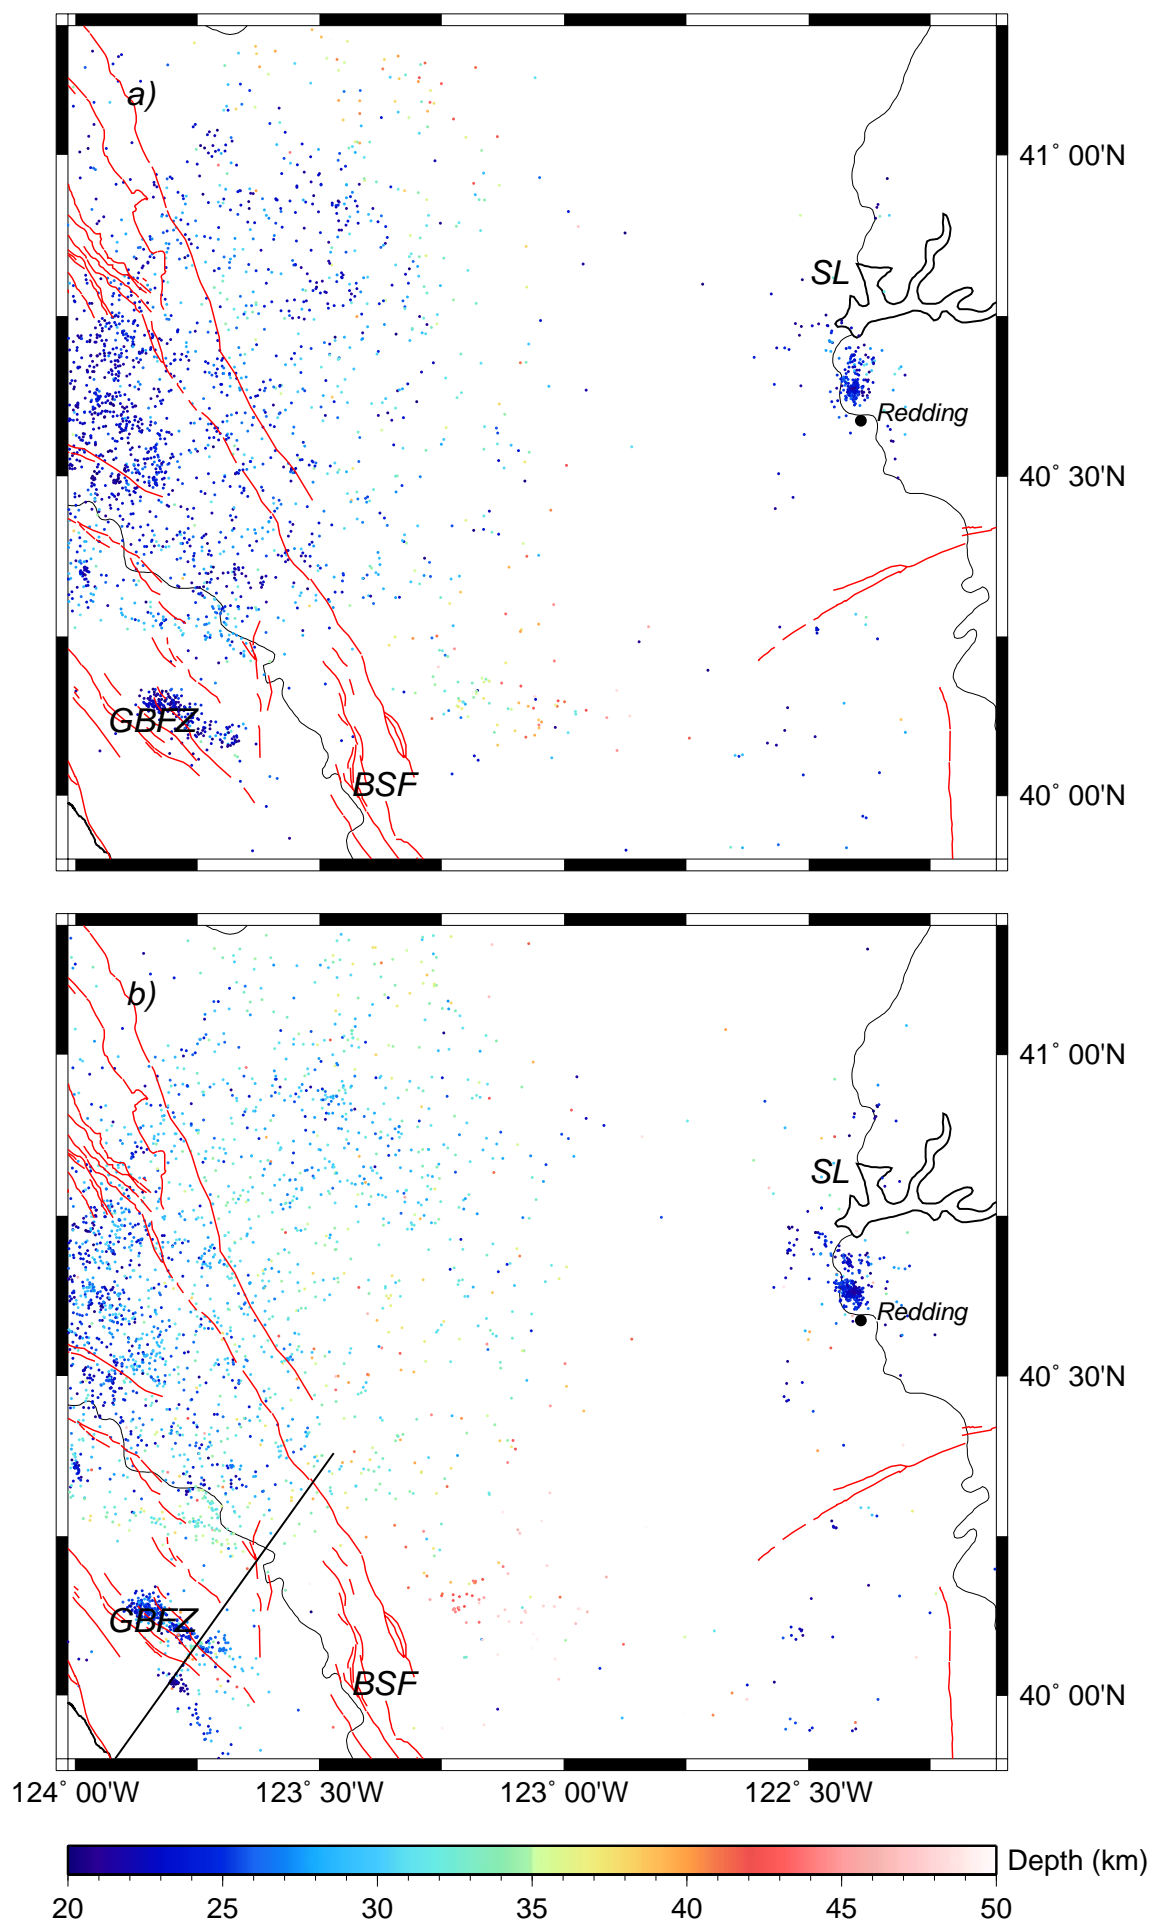 a)
41° 00'N
SL
Redding
40° 30'N
GBFZ
BSF
40° 00'N
b)
41° 00'N
SL
Redding
40° 30'N
GBFZ
BSF
40° 00'N
124° 00'W 123° 30'W 123° 00'W 122° 30'W
Depth (km)
20 25 30 35 40 45 50